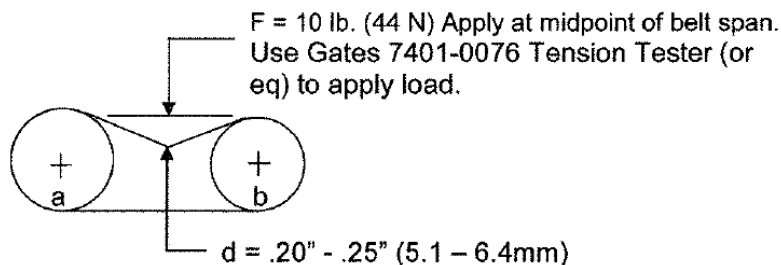 F = 10 lb. (44 N) Apply at midpoint of belt span.
Use Gates 7401-0076 Tension Tester (or
eq) to apply load.
a
b
d = .20" - .25" (5.1 – 6.4mm)